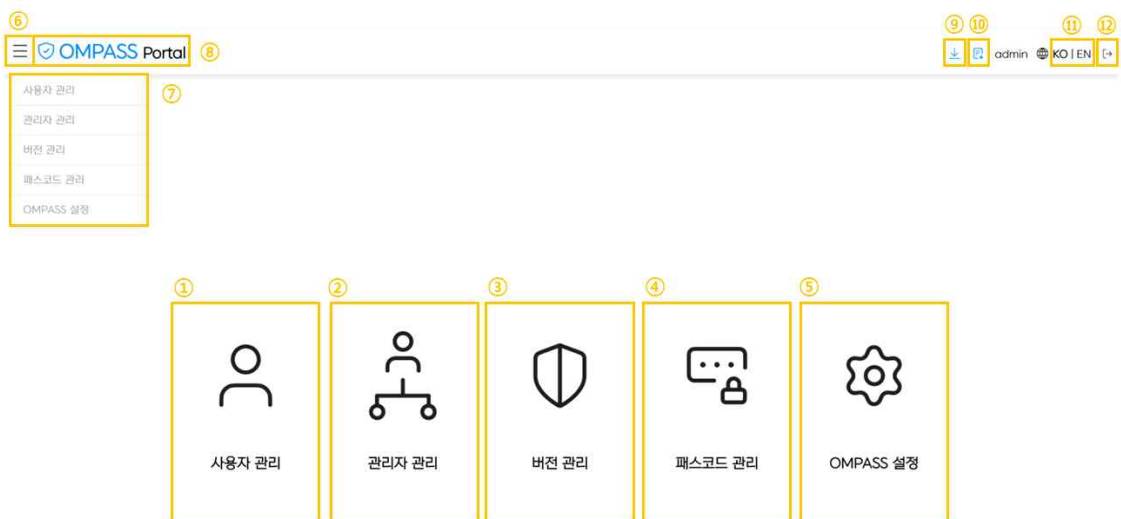 ⑥ ⑨ ⑩ ⑪ ⑫
OMPASS Portal ⑧ admin KO | EN
사용자 관리 ⑦
관리자 관리
버전 관리
패스코드 관리
OMPASS 설정
① ② ③ ④ ⑤
사용자 관리 관리자 관리 버전 관리 패스코드 관리 OMPASS 설정